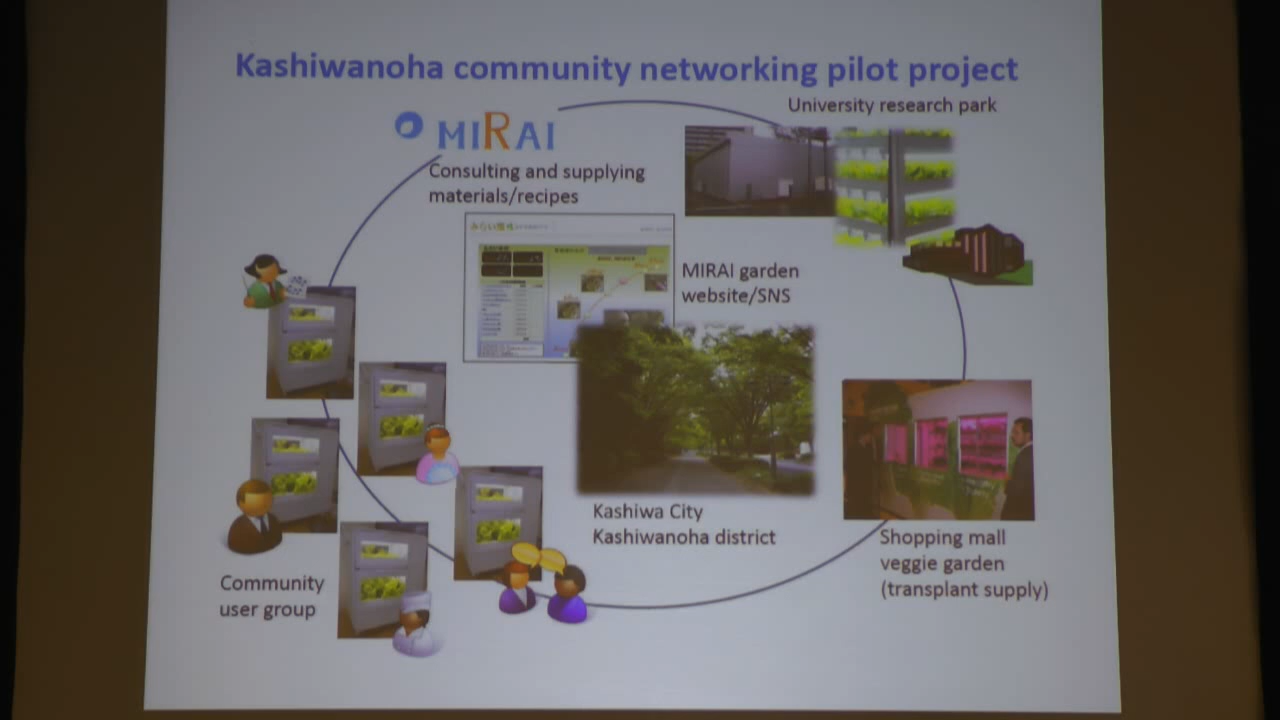 Kashiwanoha community networking pilot project
University research park
MIRAI
Consulting and supplying
materials/recipes
MIRAI garden
website/SNS
Kashiwa City
Kashiwanoha district
Shopping mall
veggie garden
(transplant supply)
Community
user group